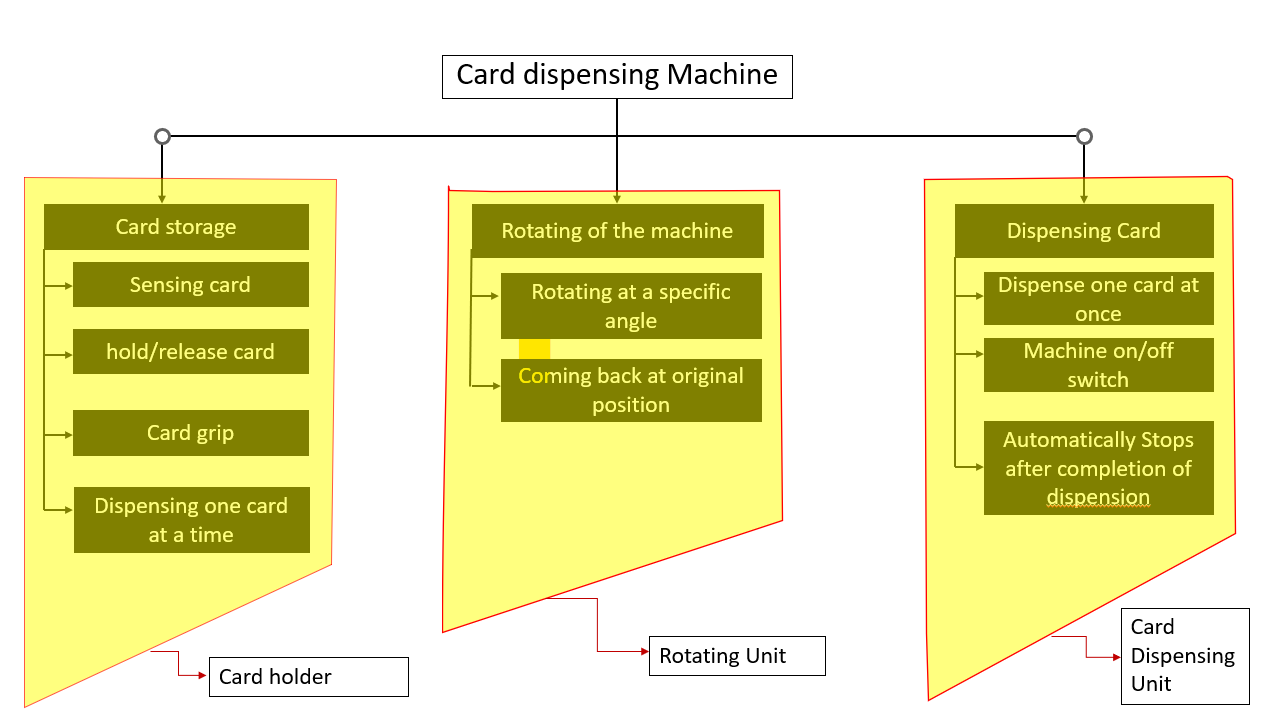 Card dispensing Machine
Card storage
Sensing card
hold/release card
Card grip
Dispensing one card
at a time
Card holder
Rotating of the machine
Rotating at a specific
angle
Coming back at original
position
Rotating Unit
Dispensing Card
Dispense one card at
once
Machine on/off
switch
Automatically Stops
after completion of
dispension
Card
Dispensing
Unit